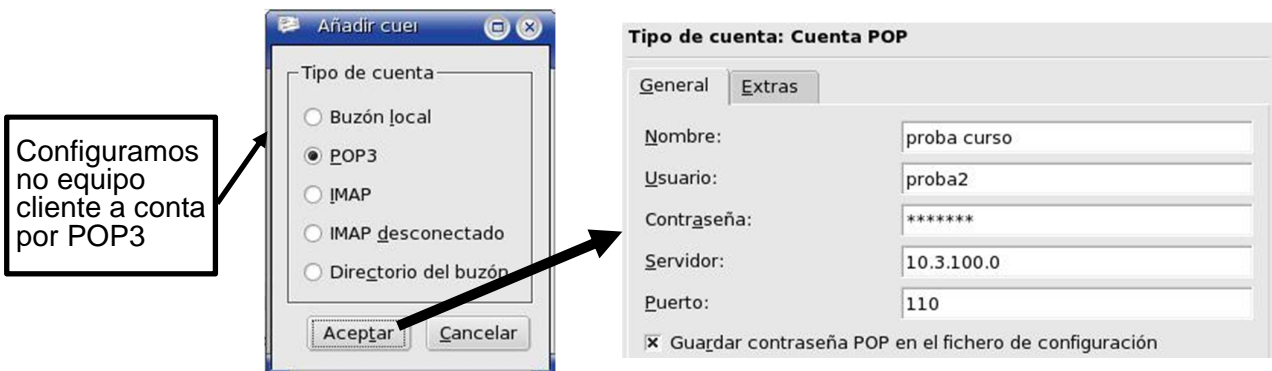 Configuramos
no equipo
cliente a conta
por POP3
Añadir cuer
Tipo de cuenta
Buzón local
POP3
IMAP
IMAP desconectado
Directorio del buzón
Aceptar
Cancelar
Tipo de cuenta: Cuenta POP
General Extras
Nombre: proba curso
Usuario: proba2
Contraseña: *******
Servidor: 10.3.100.0
Puerto: 110
Guardar contraseña POP en el fichero de configuración